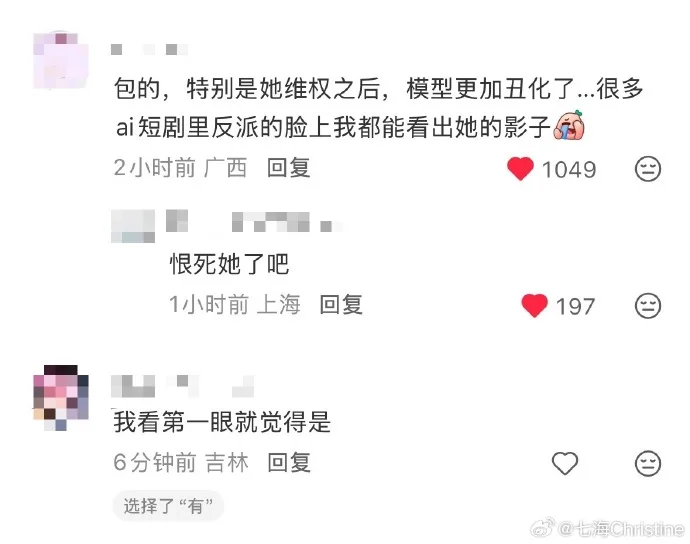 包的，特别是她维权之后，模型更加丑化了...很多
ai短剧里反派的脸上我都能看出她的影子
2小时前 广西 回复
1049
恨死她了吧
1小时前 上海 回复
197
我看第一眼就觉得是
6分钟前 吉林 回复
选择了“有”
@七海Christine